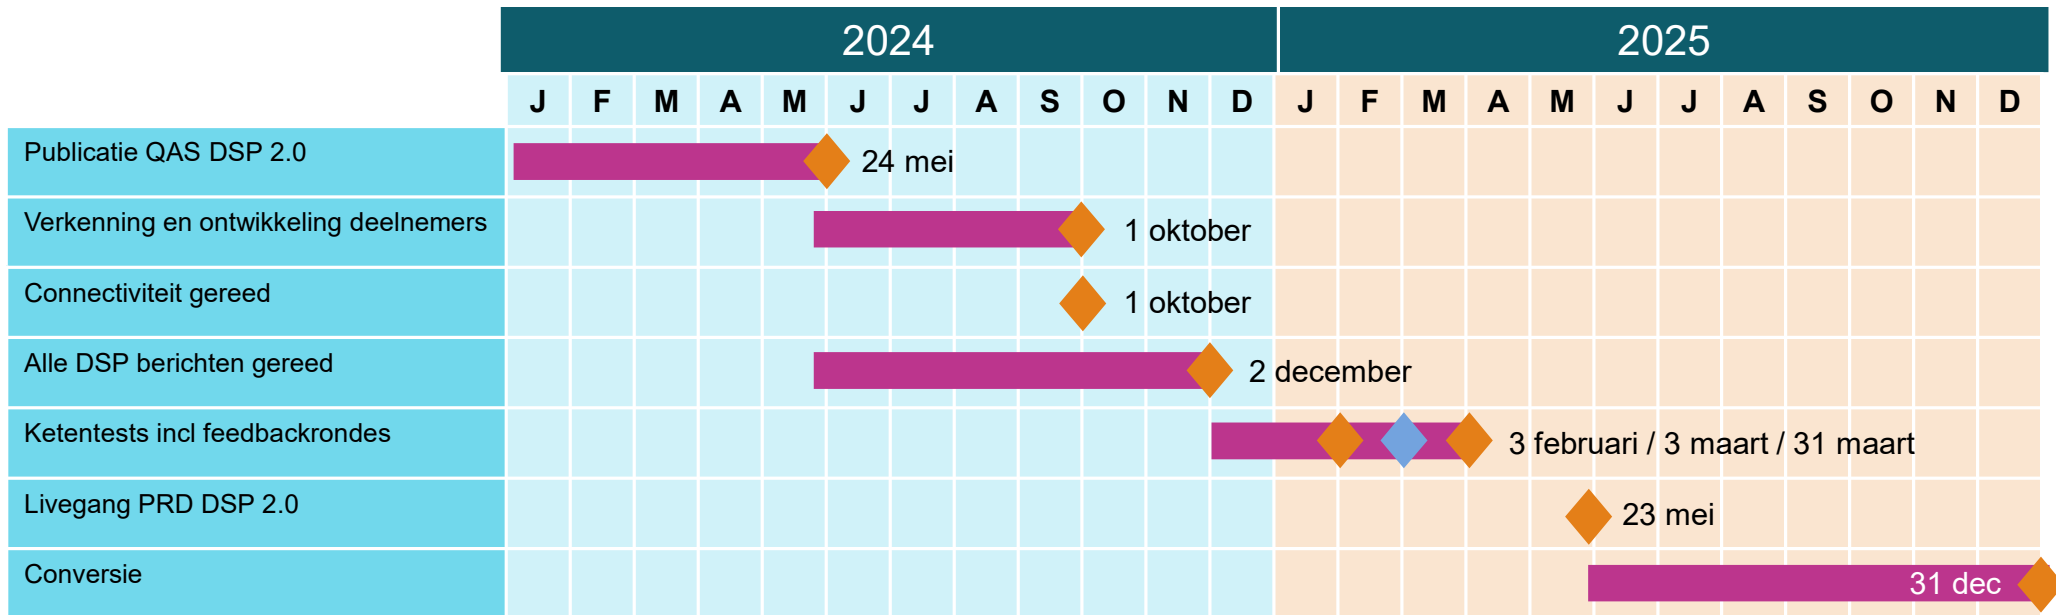 2024 2025
J F M A M J J A S O N D J F M A M J J A S O N D
Publicatie QAS DSP 2.0 24 mei
Verkenning en ontwikkeling deelnemers 1 oktober
Connectiviteit gereed 1 oktober
Alle DSP berichten gereed 2 december
Ketentests incl feedbackrondes 3 februari / 3 maart / 31 maart
Livegang PRD DSP 2.0 23 mei
Conversie 31 dec